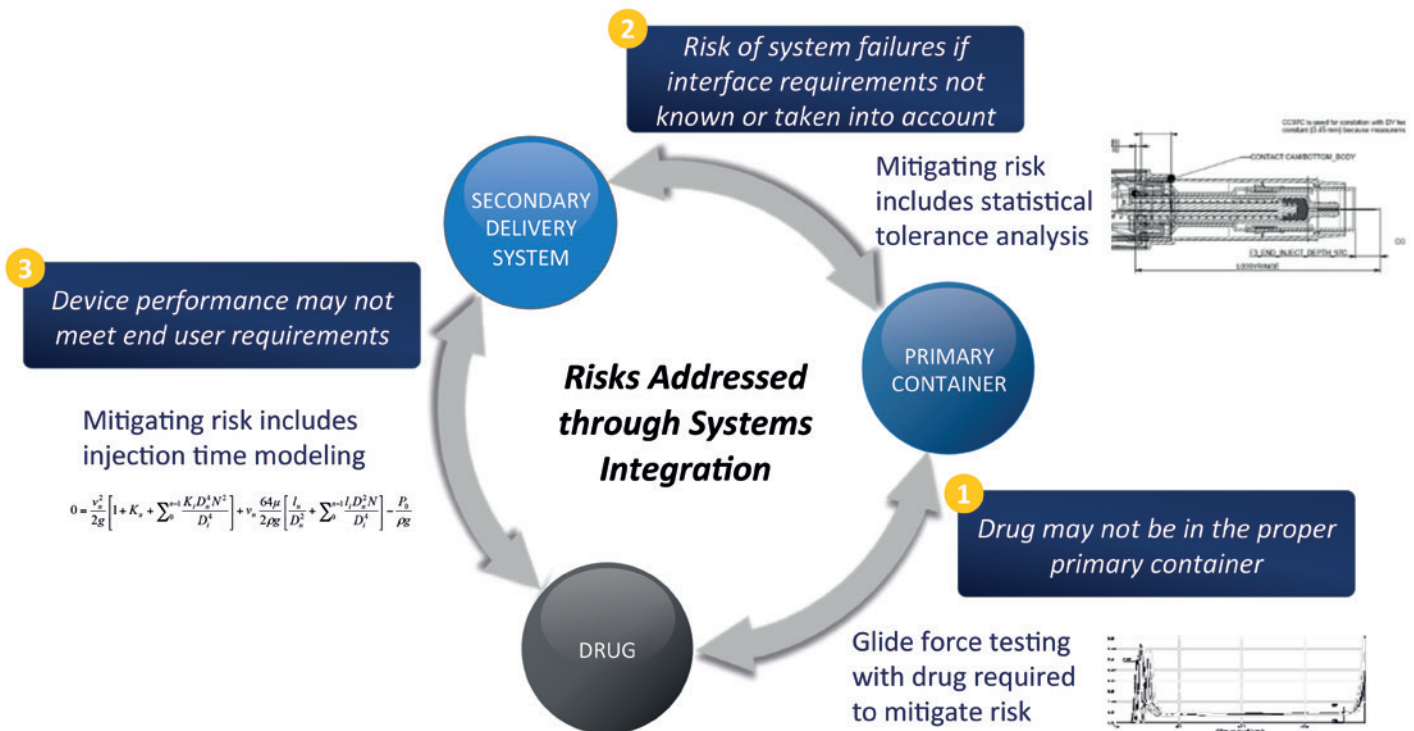 2
Risk of system failures if
interface requirements not
known or taken into account
Mitigating risk
includes statistical
tolerance analysis
CONTACT CAM/BOTTOM_BODY
SECONDARY
DELIVERY
SYSTEM
3
Device performance may not
meet end user requirements
Mitigating risk includes
injection time modeling
Risks Addressed
through Systems
Integration
PRIMARY
CONTAINER
1
Drug may not be in the proper
primary container
DRUG
Glide force testing
with drug required
to mitigate risk